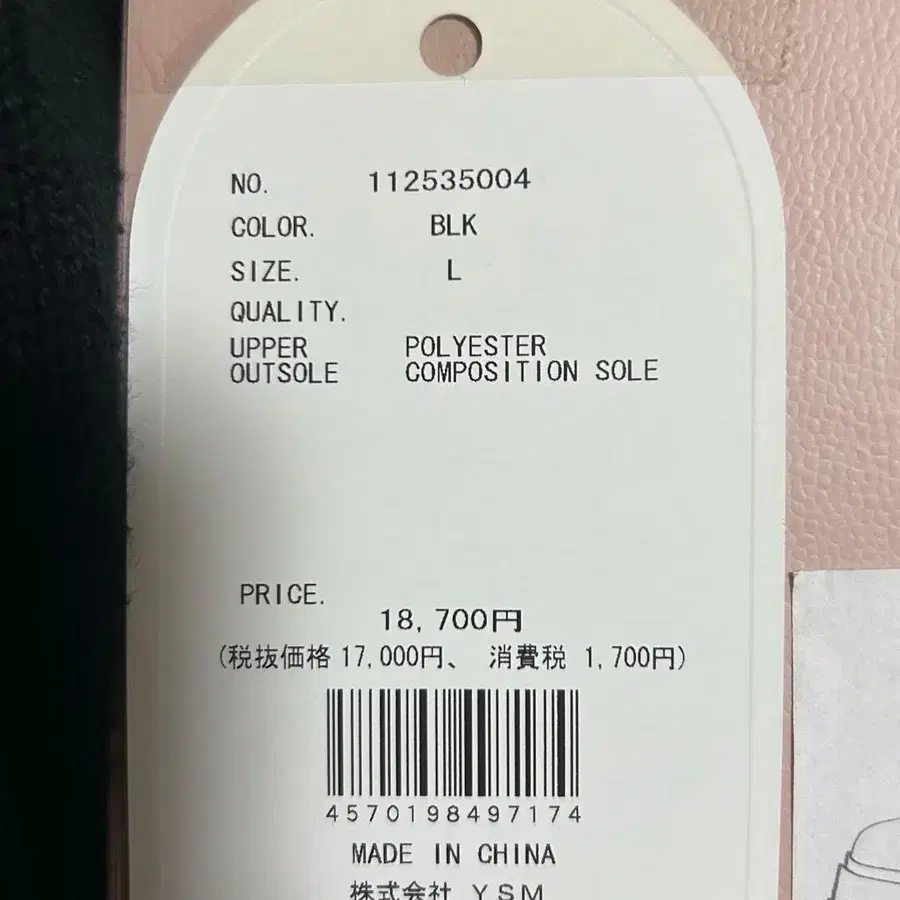 NO. 112535004
COLOR. BLK
SIZE. L
QUALITY.
UPPER POLYESTER
OUTSOLE COMPOSITION SOLE
PRICE.
18,700円
(税抜価格 17,000円、 消費税 1,700円)
4570198497174
MADE IN CHINA
株式会社 YSM